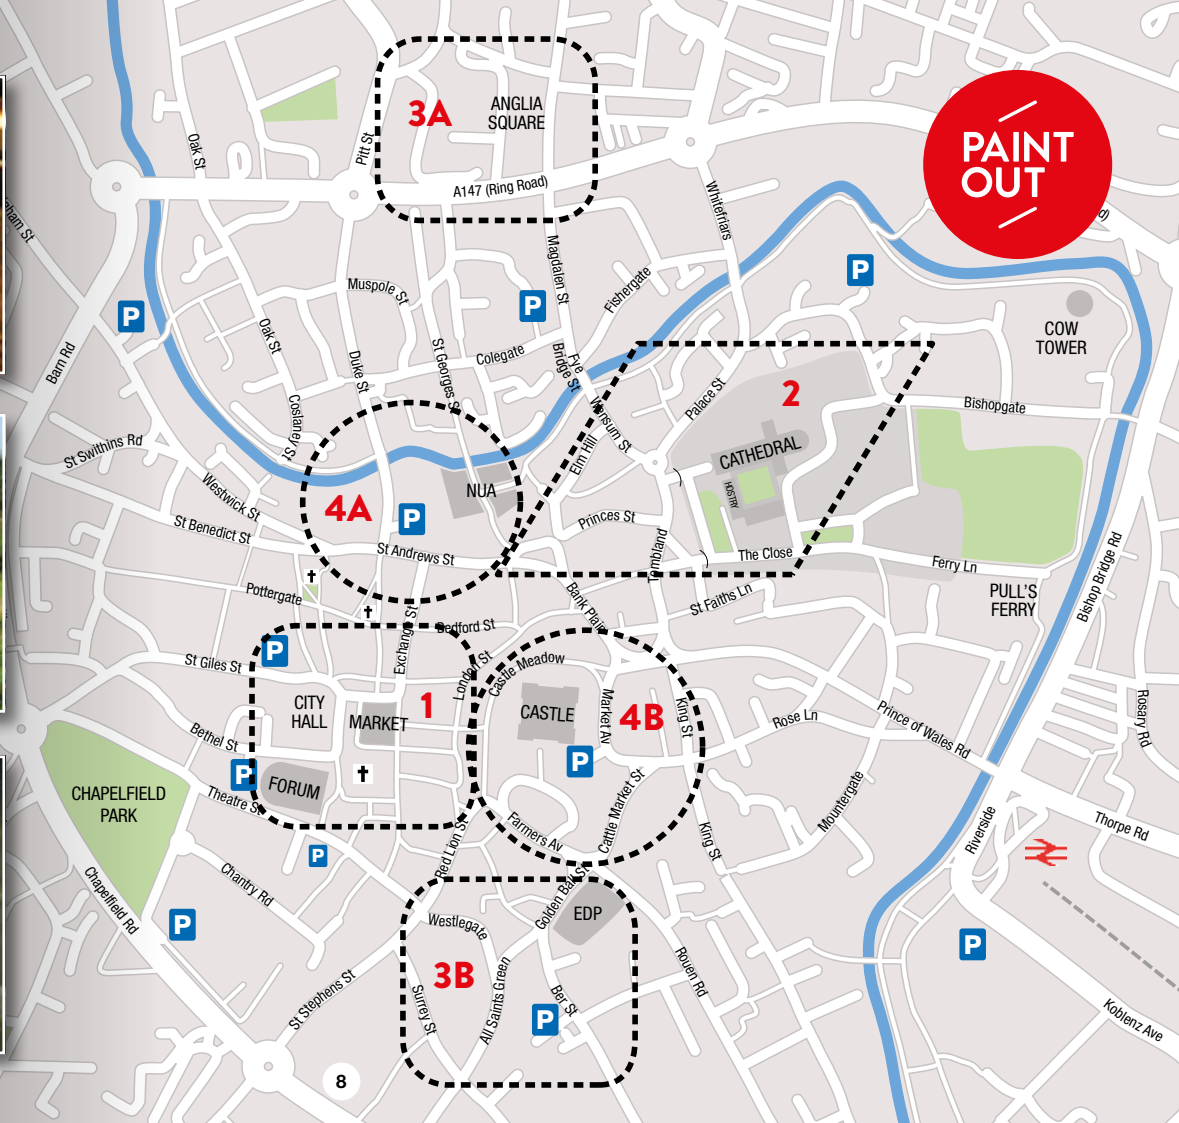 3A
ANGLIA
SQUARE
PAINT
OUT
Oak St
Pitt St
A147 (Ring Road)
Whitefriars
Magdalen St
Muspole St
P
P
P
Fishergate
COW
TOWER
Barn Rd
Oak St
Duke St
St Georges St
Colegate
Fye
Bridge St
Palace St
2
Bishopgate
Coslany St
Wensum St
Elm Hill
CATHEDRAL
HOSTRY
St Swithins Rd
Westwick St
NUA
4A
P
St Benedict St
Princes St
Tombland
St Andrews St
The Close
Ferry Ln
Bishop Bridge Rd
PULL'S
FERRY
Pottergate
Bank Plain
St Faiths Ln
Exchange St
Bedford St
P
St Giles St
London St
Castle Meadow
CITY
HALL
MARKET
1
CASTLE
Market Av
4B
King St
Rose Ln
Prince of Wales Rd
Rosary Rd
Bethel St
P
P
FORUM
Theatre St
CHAPELFIELD
PARK
Cattle Market St
Mountergate
Farmers Av
Red Lion St
King St
Riverside
Thorpe Rd
P
Chantry Rd
Chapelfield Rd
Golden Ball St
EDP
P
Westlegate
P
3B
Rouen Rd
St Stephens St
Surrey St
All Saints Green
Ber St
P
Koblenz Ave
8